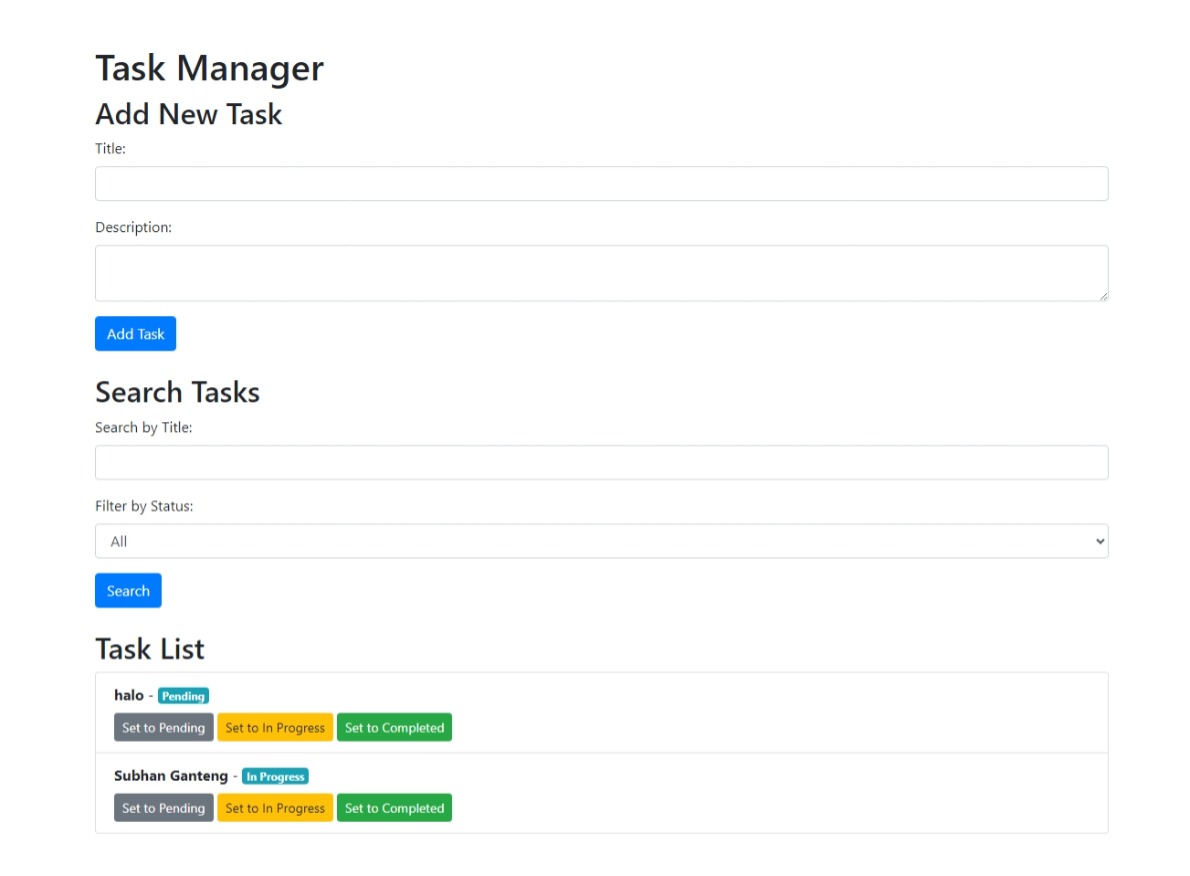 Task Manager
Add New Task
Title:
Description:
Add Task
Search Tasks
Search by Title:
Filter by Status:
All
Search
Task List
halo - Pending
Set to Pending Set to In Progress Set to Completed
Subhan Ganteng - In Progress
Set to Pending Set to In Progress Set to Completed